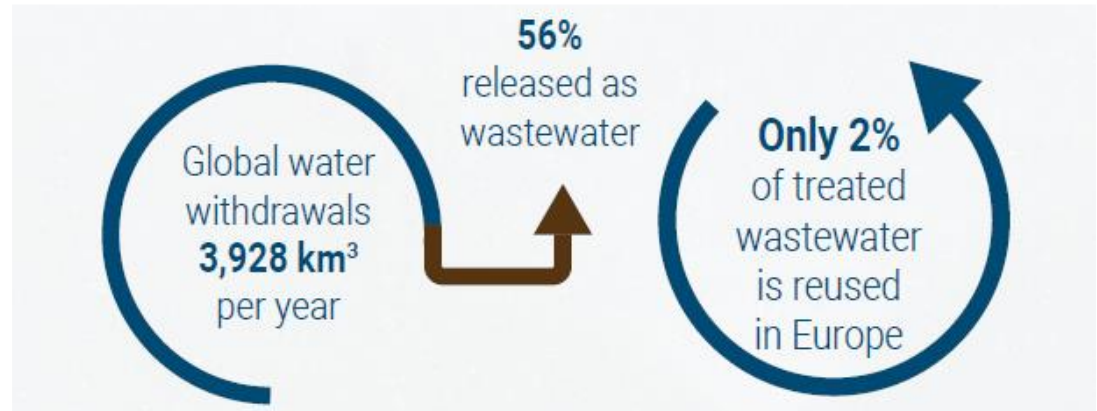 Global water
withdrawals
3,928 km³
per year
56%
released as
wastewater
Only 2%
of treated
wastewater
is reused
in Europe